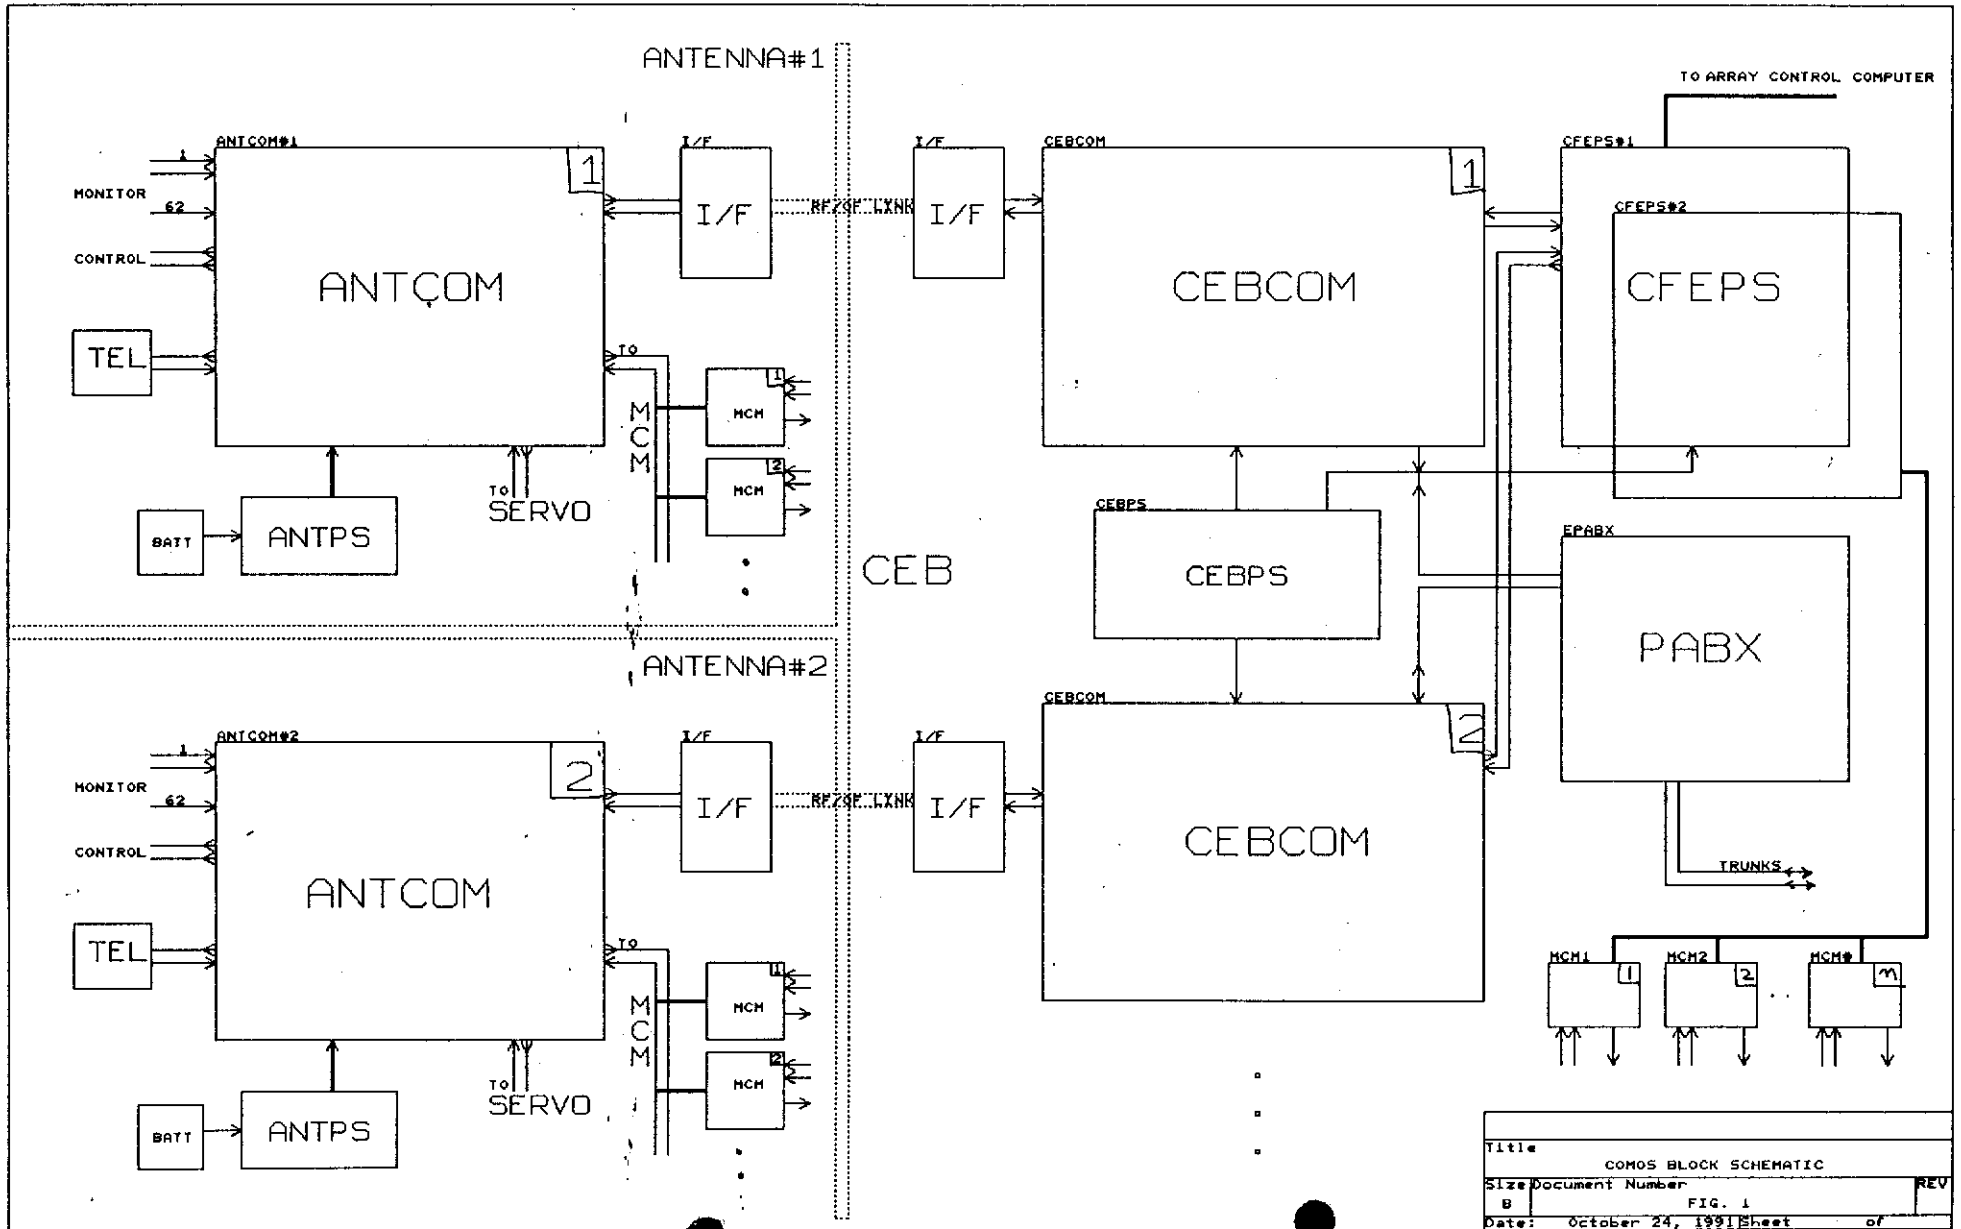 ANTENNA#1
TO ARRAY CONTROL COMPUTER
ANTCOM#1
1
1
MONITOR
62
CONTROL
ANTCOM
TEL
BATT
ANTPS
TO
SERVO
TO
MCM
1
MCM
2
MCM
I/F
I/F
RF/OF LINK
I/F
I/F
CEBCOM
1
CEBCOM
CFEPS#1
CFEPS#2
CFEPS
CEBPS
CEBPS
CEB
EPABX
PABX
TRUNKS
ANTENNA#2
ANTCOM#2
2
1
MONITOR
62
CONTROL
ANTCOM
TEL
BATT
ANTPS
TO
SERVO
TO
MCM
1
MCM
2
MCM
I/F
I/F
RF/OF LINK
I/F
I/F
CEBCOM
2
CEBCOM
MCM1
1
MCM2
2
MCM#
n
Title
COMOS BLOCK SCHEMATIC
Size Document Number REV
B FIG. 1
Date: October 24, 1991 Sheet of